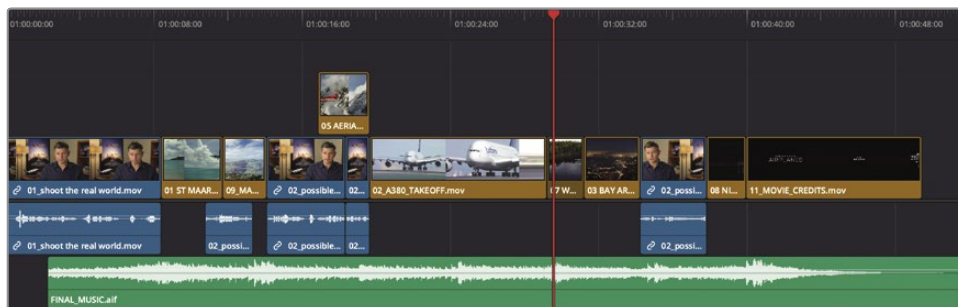 01:00:00:00 01:00:08:00 01:00:16:00 01:00:24:00 01:00:32:00 01:00:40:00 01:00:48:00
05 AERIA...
01_shoot the real world.mov 01 ST MAAR... 09_MA... 02_possible... 02... 02_A380_TAKEOFF.mov 07 W... 03 BAY AR... 02_possi... 08 NI... 11_MOVIE_CREDITS.mov
01_shoot the real world.mov 02_possi... 02_possible... 02... 02_possi...
FINAL_MUSIC.aif